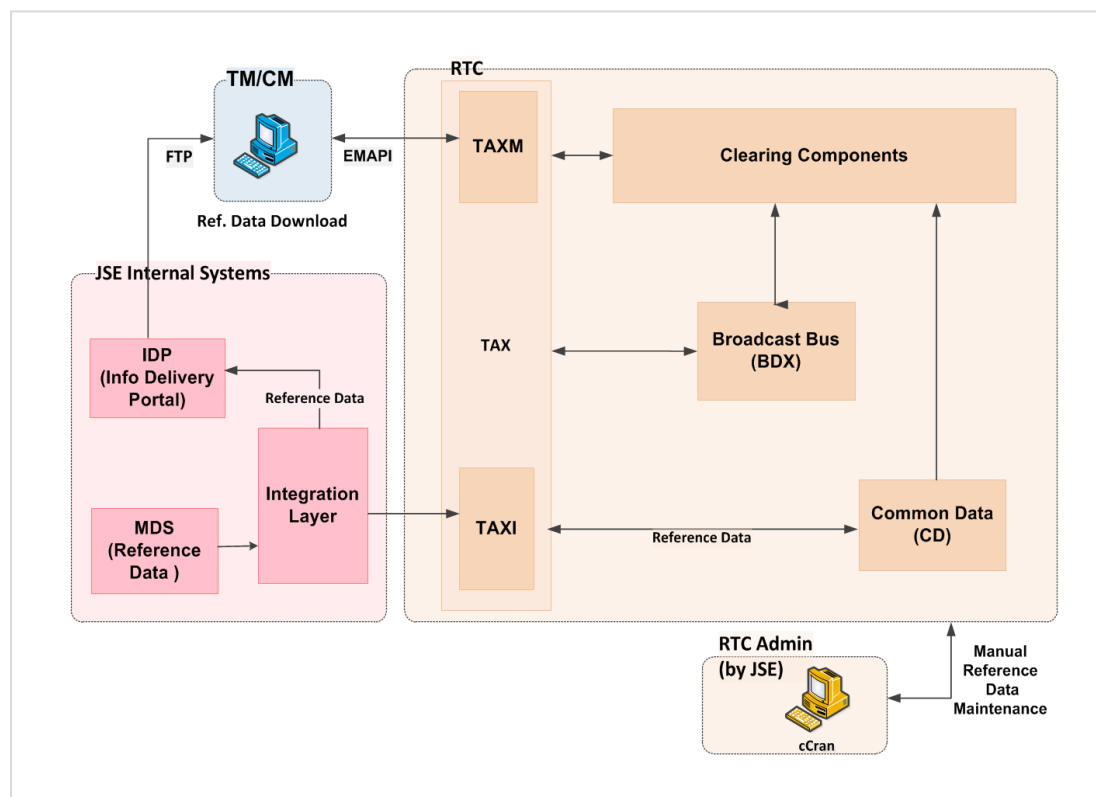 TM/CM
RTC
FTP
EMAPI
TAXM
Clearing Components
Ref. Data Download
JSE Internal Systems
IDP
(Info Delivery
Portal)
Reference Data
TAX
Broadcast Bus
(BDX)
Integration
Layer
MDS
(Reference
Data )
TAXI
Reference Data
Common Data
(CD)
RTC Admin
(by JSE)
cCran
Manual
Reference
Data
Maintenance